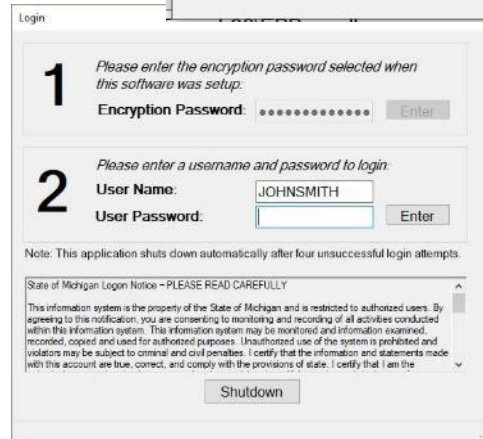 Login
1
Please enter the encryption password selected when
this software was setup:
Encryption Password: ●●●●●●●●●●●●● Enter
2
Please enter a username and password to login:
User Name: JOHNSMITH
User Password: Enter
Note: This application shuts down automatically after four unsuccessful login attempts.
State of Michigan Logon Notice – PLEASE READ CAREFULLY
This information system is the property of the State of Michigan and is restricted to authorized users. By
agreeing to this notification, you are consenting to monitoring and recording of all activities conducted
within this information system. This information system may be monitored and information examined,
recorded, copied and used for authorized purposes. Unauthorized use of the system is prohibited and
violators may be subject to criminal and civil penalties. I certify that the information and statements made
with this account are true, correct, and comply with the provisions of state. I certify that I am the
Shutdown